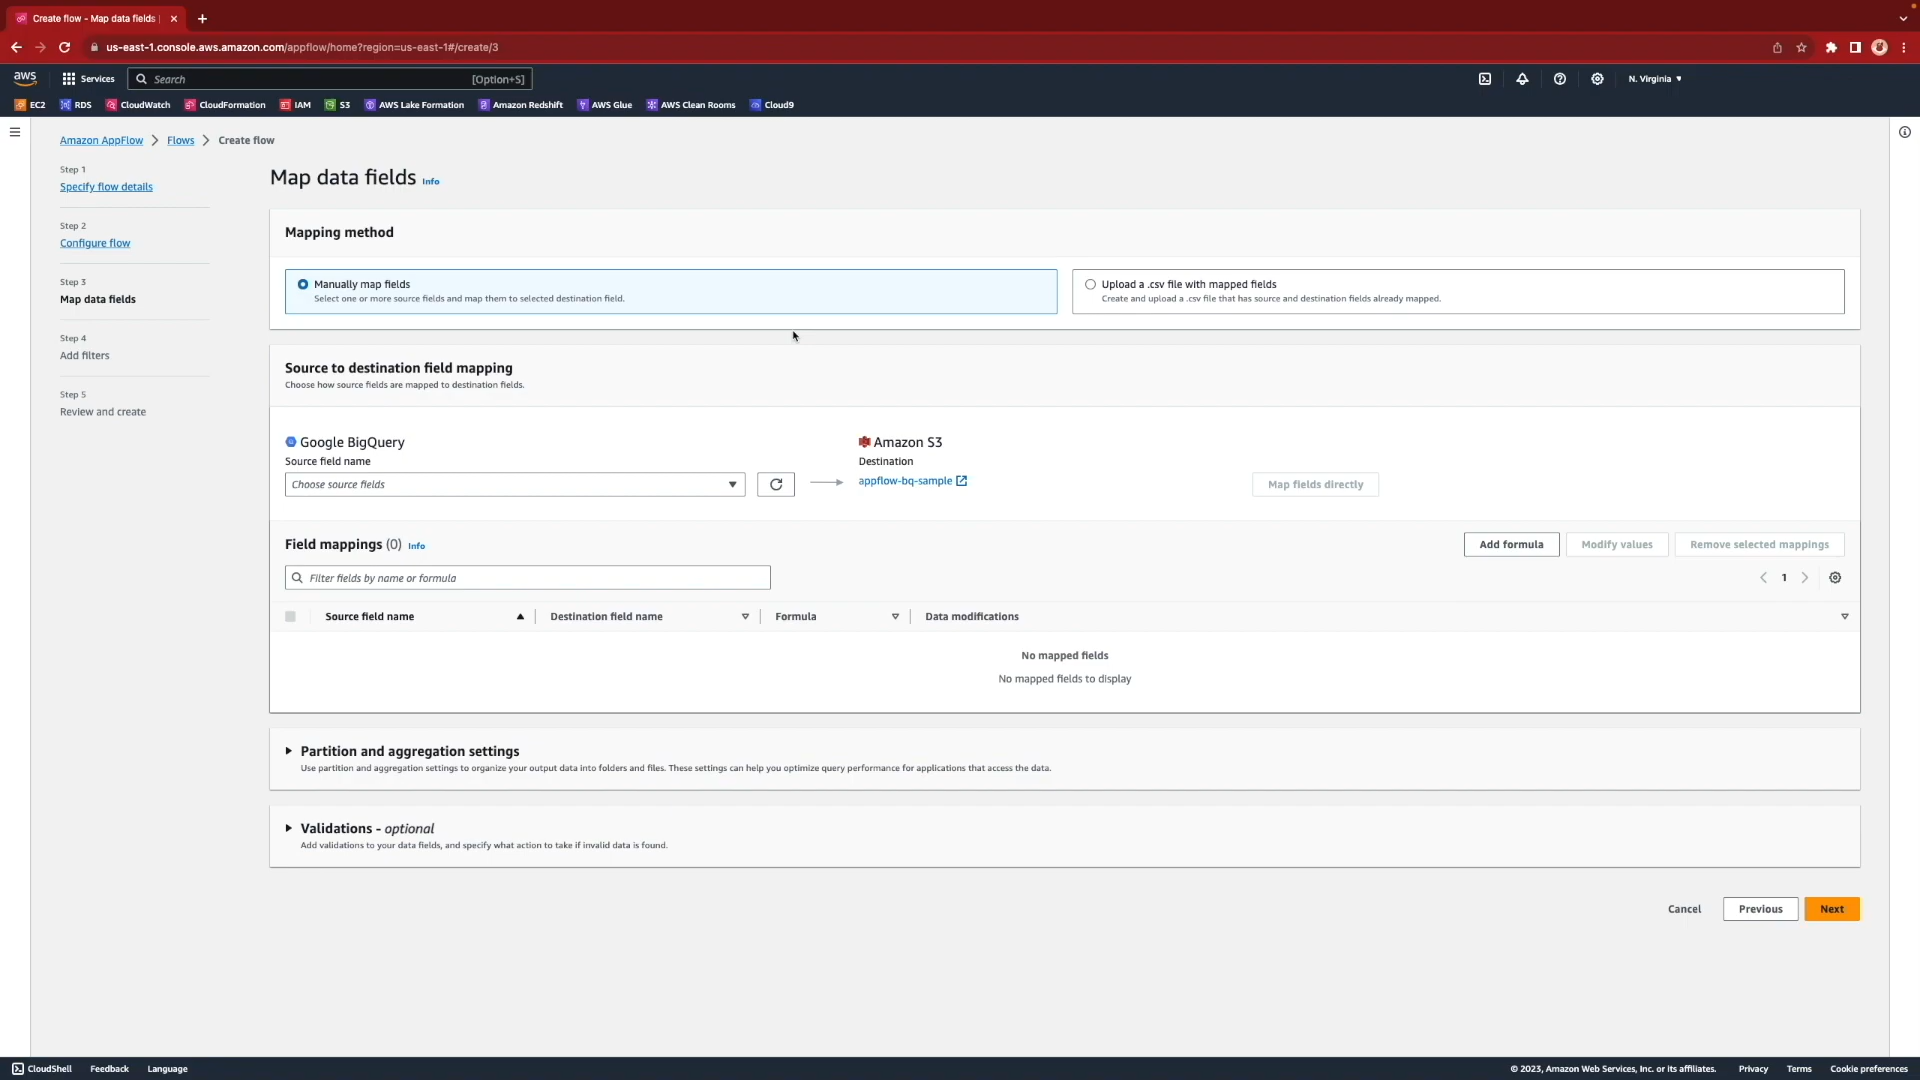 Create flow - Map data fields
us-east-1.console.aws.amazon.com/appflow/home?region=us-east-1#/create/3
aws
Services
Search
[Option+S]
N. Virginia
EC2
RDS
CloudWatch
CloudFormation
IAM
S3
AWS Lake Formation
Amazon Redshift
AWS Glue
AWS Clean Rooms
Cloud9
Amazon AppFlow
Flows
Create flow
Step 1
Specify flow details
Step 2
Configure flow
Step 3
Map data fields
Step 4
Add filters
Step 5
Review and create
Map data fields Info
Mapping method
Manually map fields
Select one or more source fields and map them to selected destination field.
Upload a .csv file with mapped fields
Create and upload a .csv file that has source and destination fields already mapped.
Source to destination field mapping
Choose how source fields are mapped to destination fields.
Google BigQuery
Source field name
Choose source fields
Amazon S3
Destination
appflow-bq-sample
Map fields directly
Field mappings (0) Info
Add formula
Modify values
Remove selected mappings
Filter fields by name or formula
1
Source field name
Destination field name
Formula
Data modifications
No mapped fields
No mapped fields to display
Partition and aggregation settings
Use partition and aggregation settings to organize your output data into folders and files. These settings can help you optimize query performance for applications that access the data.
Validations - optional
Add validations to your data fields, and specify what action to take if invalid data is found.
Cancel
Previous
Next
CloudShell
Feedback
Language
© 2023, Amazon Web Services, Inc. or its affiliates.
Privacy
Terms
Cookie preferences